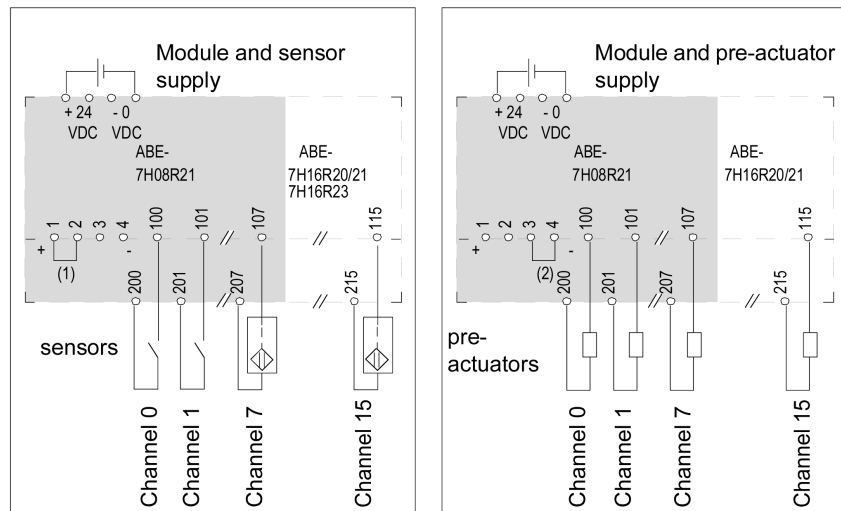 Module and sensor
supply
+ 24 - 0
VDC VDC
ABE-
7H08R21
ABE-
7H16R20/21
7H16R23
1 2 3 4 100 101 107 115
+ -
(1)
200 201 207 215
sensors
Channel 0
Channel 1
Channel 7
Channel 15
Module and pre-actuator
supply
+ 24 - 0
VDC VDC
ABE-
7H08R21
ABE-
7H16R20/21
1 2 3 4 100 101 107 115
+ -
(2)
200 201 207 215
pre-
actuators
Channel 0
Channel 1
Channel 7
Channel 15